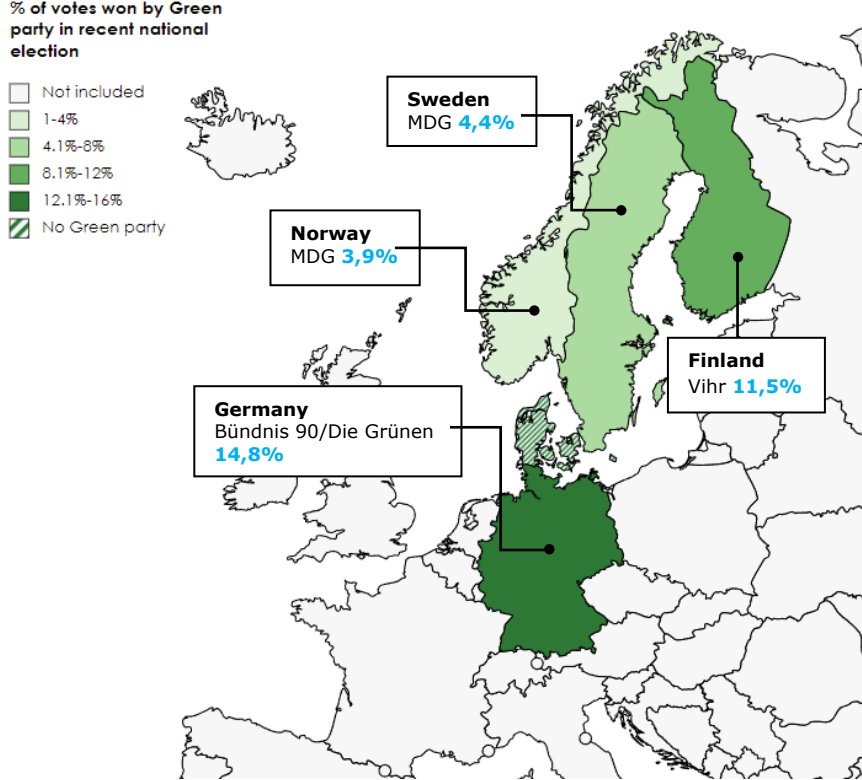 % of votes won by Green
party in recent national
election
Not included
1-4%
4.1%-8%
8.1%-12%
12.1%-16%
No Green party
Sweden
MDG 4,4%
Norway
MDG 3,9%
Finland
Vihr 11,5%
Germany
Bündnis 90/Die Grünen
14,8%